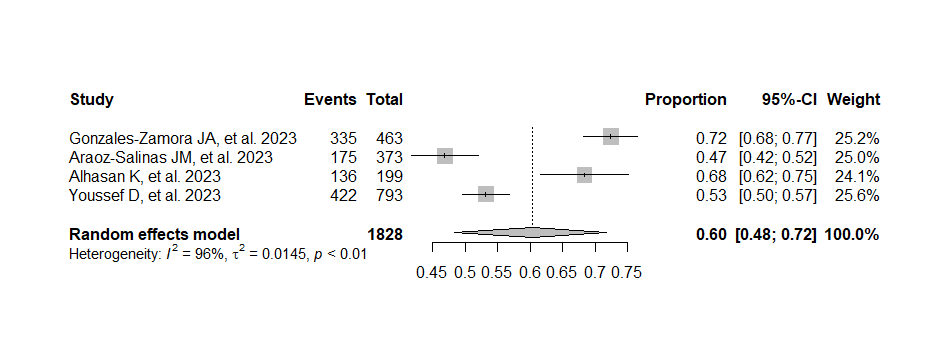 Study Events Total Proportion 95%-CI Weight
Gonzales-Zamora JA, et al. 2023 335 463 0.72 [0.68; 0.77] 25.2%
Araoz-Salinas JM, et al. 2023 175 373 0.47 [0.42; 0.52] 25.0%
Alhasan K, et al. 2023 136 199 0.68 [0.62; 0.75] 24.1%
Youssef D, et al. 2023 422 793 0.53 [0.50; 0.57] 25.6%
Random effects model 1828 0.60 [0.48; 0.72] 100.0%
Heterogeneity: I² = 96%, τ² = 0.0145, p < 0.01
0.45 0.5 0.55 0.6 0.65 0.7 0.75